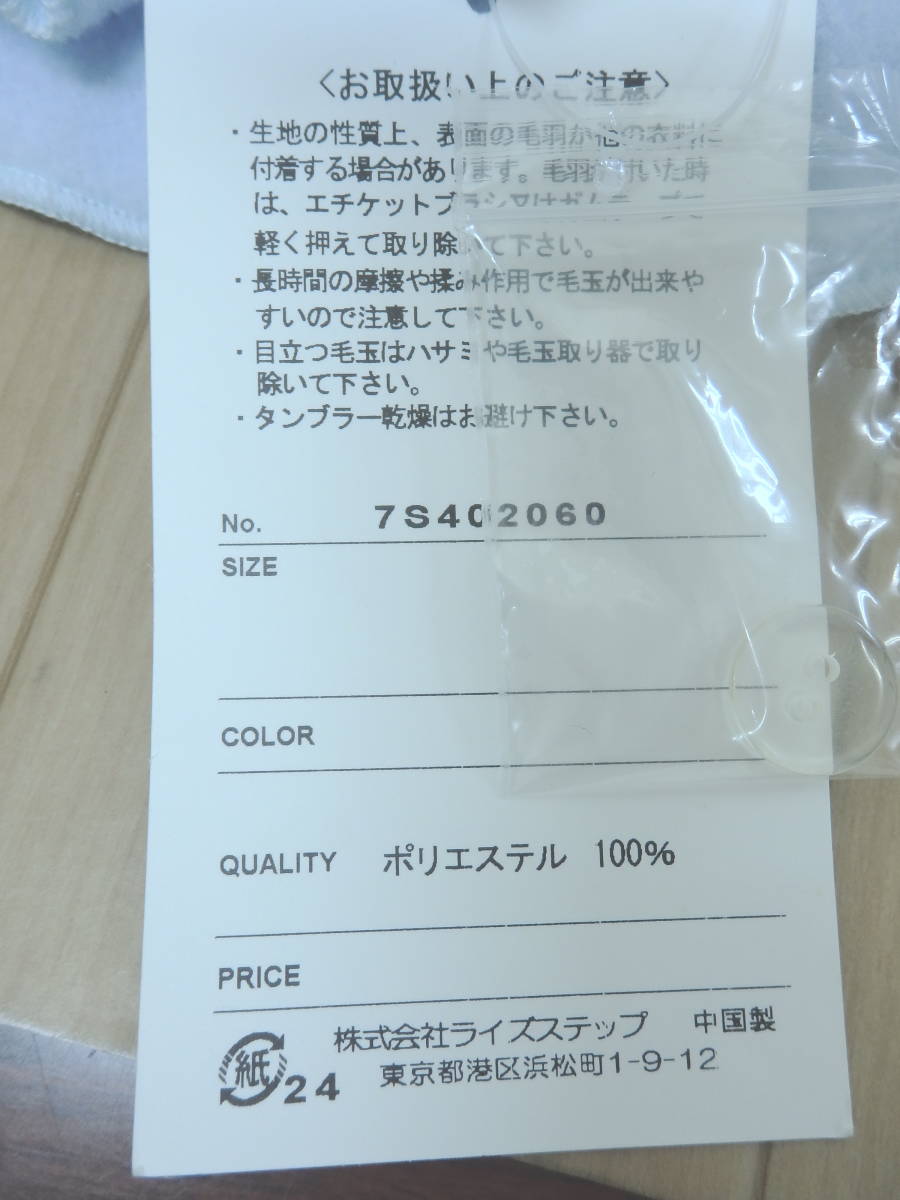 〈お取扱い上のご注意〉
・生地の性質上、表面の毛羽が他の衣料に
付着する場合があります。毛羽が付いた時
は、エチケットブラシ又はガムテープで
軽く押えて取り除いて下さい。
・長時間の摩擦や揉み作用で毛玉が出来や
すいので注意して下さい。
・目立つ毛玉はハサミや毛玉取り器で取り
除いて下さい。
・タンブラー乾燥はお避け下さい。
No. 7S402060
SIZE
COLOR
QUALITY ポリエステル 100%
PRICE
紙 24
株式会社ライズステップ 中国製
東京都港区浜松町1-9-12